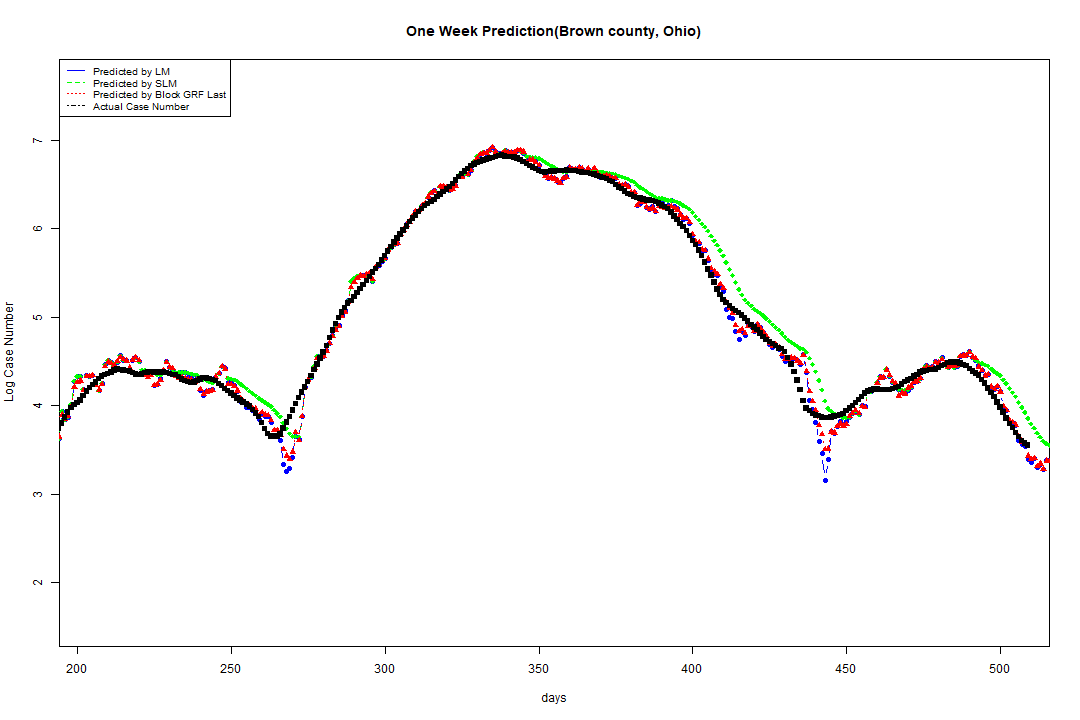 One Week Prediction(Brown county, Ohio)
Predicted by LM
Predicted by SLM
Predicted by Block GRF Last
Actual Case Number
7
6
5
4
3
2
Log Case Number
200 250 300 350 400 450 500
days